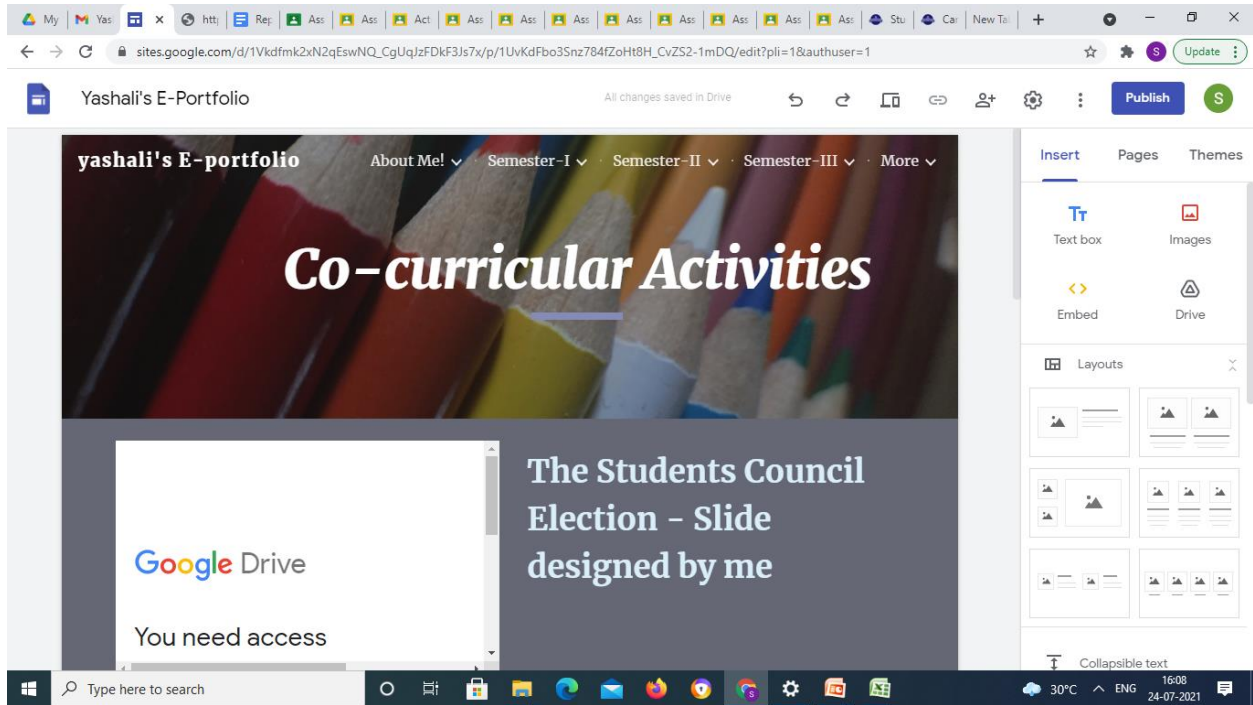 My
Yas
http
Rep
Ass
Ass
Act
Ass
Ass
Ass
Ass
Ass
Ass
Ass
Ass
Stu
Car
New Ta
sites.google.com/d/1Vkdfmk2xN2qEswNQ_CgUqJzFDkF3Js7x/p/1UvKdFbo3Snz784fZoHt8H_CvZS2-1mDQ/edit?pli=1&authuser=1
S
Update
Yashali's E-Portfolio
All changes saved in Drive
Publish
S
yashali's E-portfolio
About Me! · Semester-I · Semester-II · Semester-III · More
Co-curricular Activities
Google Drive
You need access
The Students Council
Election - Slide
designed by me
Insert Pages Themes
Text box Images
Embed Drive
Layouts
Collapsible text
Type here to search
30°C ENG
16:08
24-07-2021